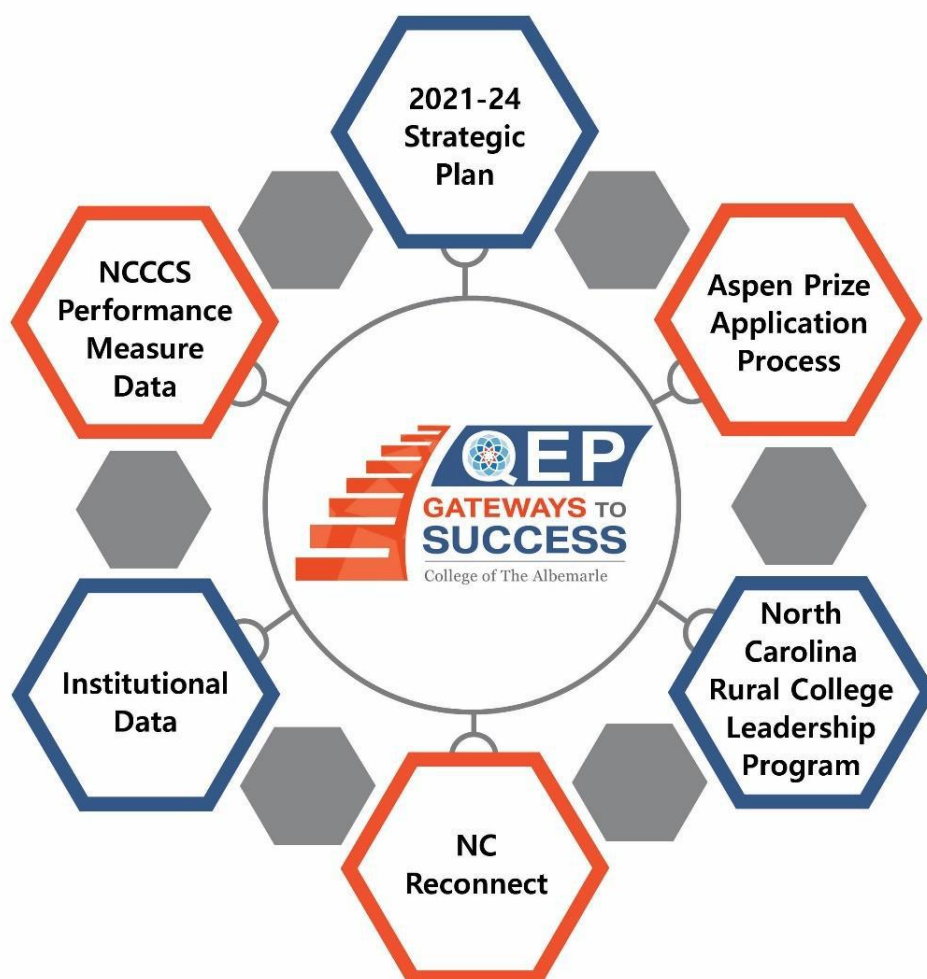 2021-24
Strategic
Plan
NCCCS
Performance
Measure
Data
Aspen Prize
Application
Process
QEP
GATEWAYS TO
SUCCESS
College of The Albemarle
Institutional
Data
North
Carolina
Rural College
Leadership
Program
NC
Reconnect